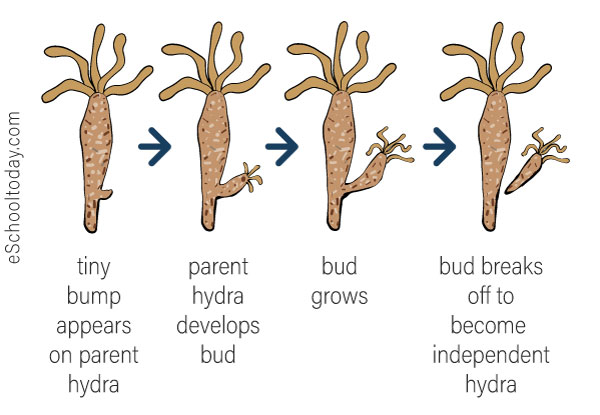 eSchooltoday.com
tiny
bump
appears
on parent
hydra
parent
hydra
develops
bud
bud
grows
bud breaks
off to
become
independent
hydra